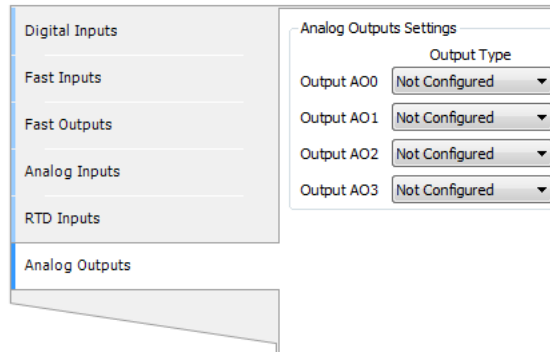 Digital Inputs
Fast Inputs
Fast Outputs
Analog Inputs
RTD Inputs
Analog Outputs
Analog Outputs Settings
Output Type
Output AO0 Not Configured
Output AO1 Not Configured
Output AO2 Not Configured
Output AO3 Not Configured